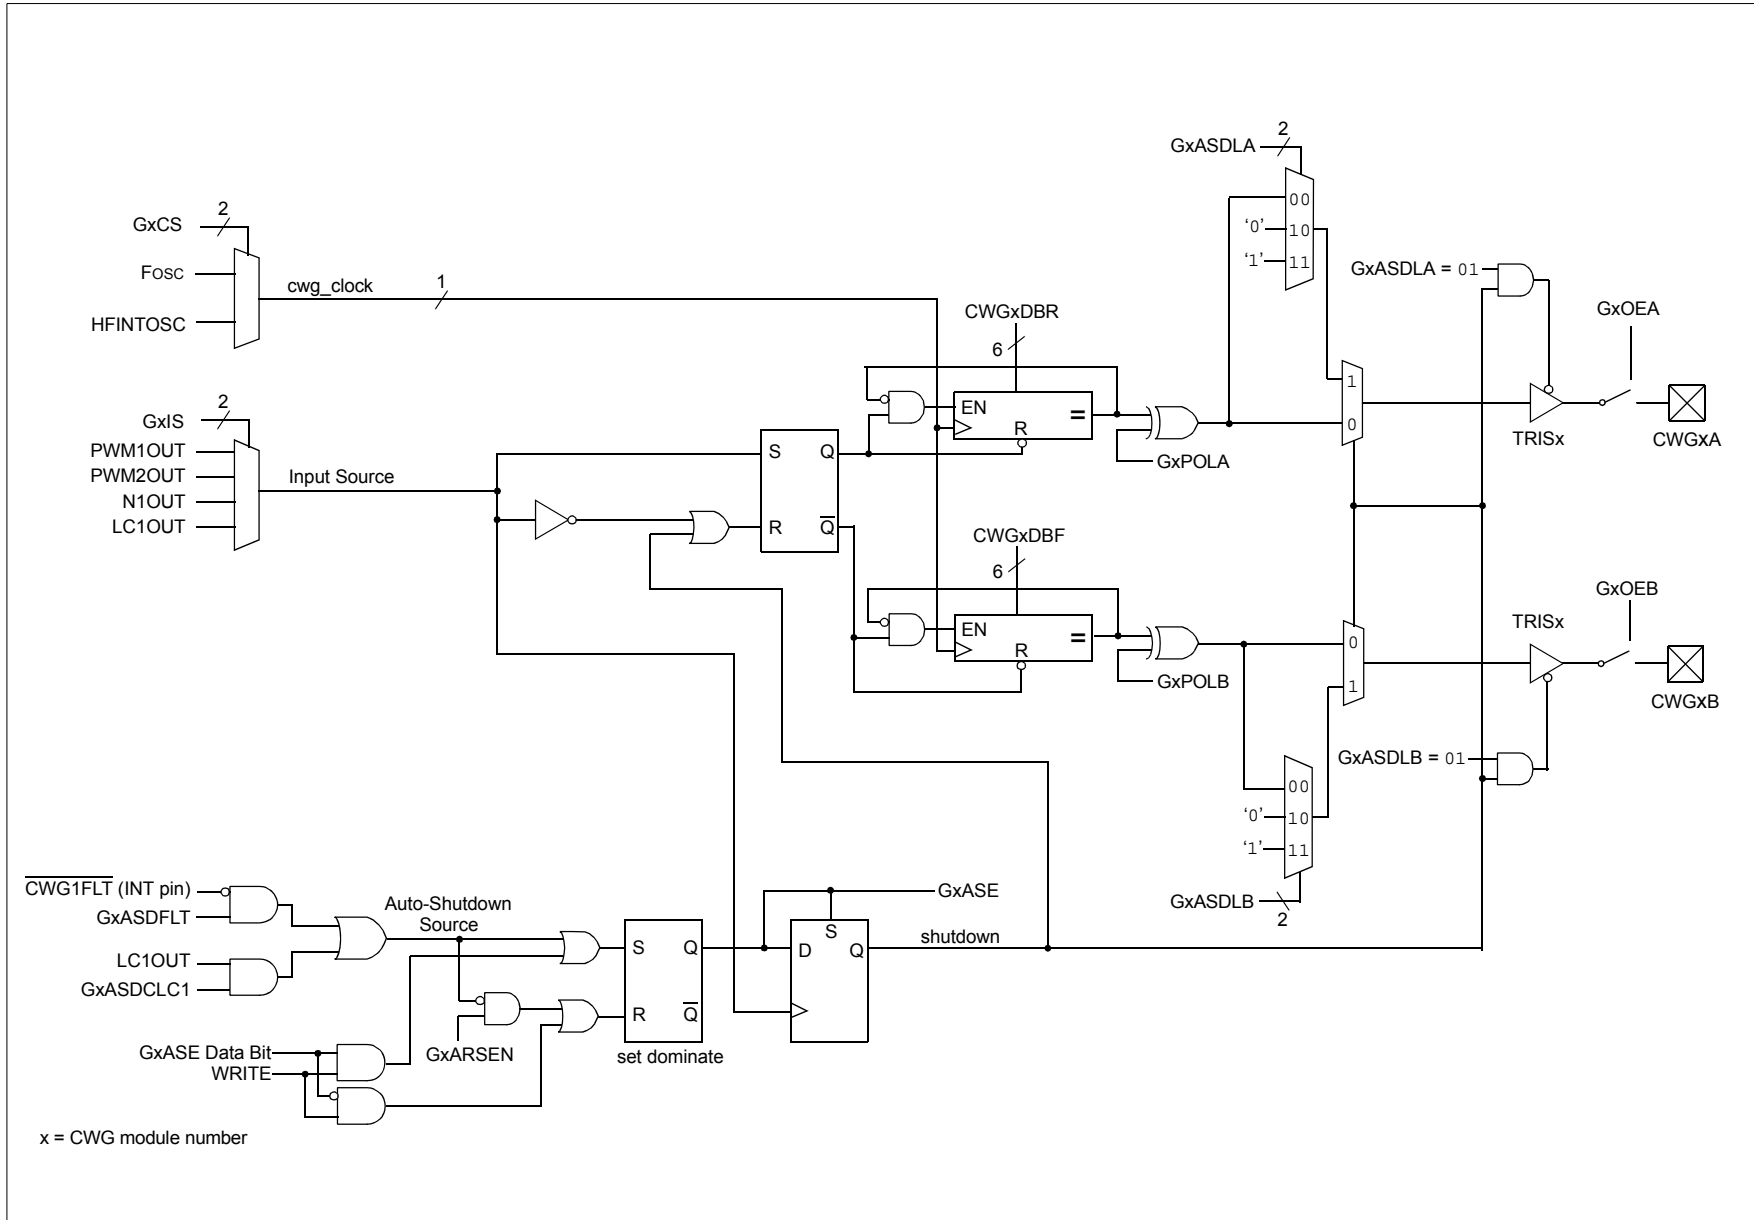 GxASDLA
2
00
‘0’
10
‘1’
11
GxCS
2
FOSC
HFINTOSC
cwg_clock
1
GxASDLA = 01
GxOEA
CWGxDBR
6
EN
=
R
GxPOLA
1
0
TRISx
CWGxA
GxIS
2
PWM1OUT
PWM2OUT
N1OUT
LC1OUT
Input Source
S
Q
R
Q
CWGxDBF
6
EN
=
R
GxPOLB
0
1
TRISx
GxOEB
CWGxB
GxASDLB = 01
00
‘0’
10
‘1’
11
GxASDLB
2
CWG1FLT (INT pin)
GxASDFLT
LC1OUT
GxASDCLC1
Auto-Shutdown
Source
GxARSEN
GxASE Data Bit
WRITE
S
Q
R
Q
set dominate
S
D
Q
GxASE
shutdown
x = CWG module number